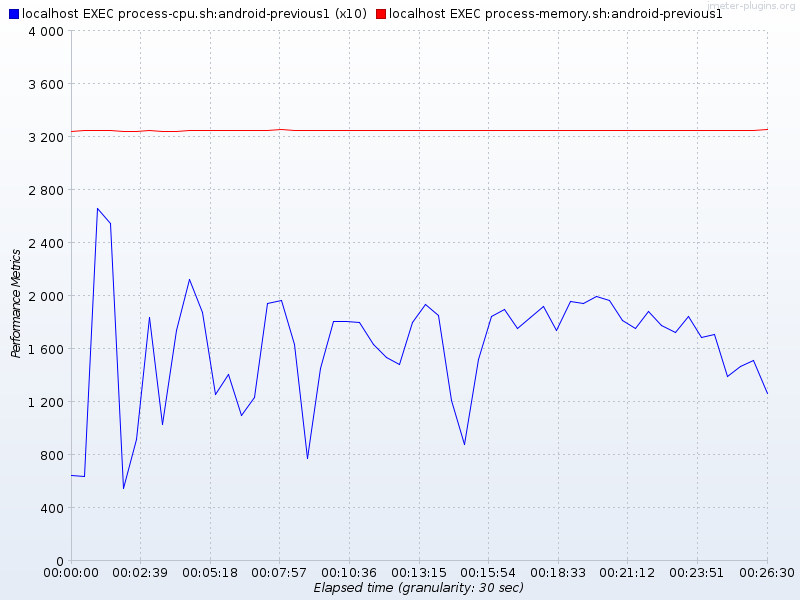 localhost EXEC process-cpu.sh:android-previous1 (x10) localhost EXEC process-memory.sh:android-previous1
jmeter-plugins.org
4 000
3 600
3 200
2 800
2 400
2 000
1 600
1 200
800
400
0
Performance Metrics
00:00:00 00:02:39 00:05:18 00:07:57 00:10:36 00:13:15 00:15:54 00:18:33 00:21:12 00:23:51 00:26:30
Elapsed time (granularity: 30 sec)